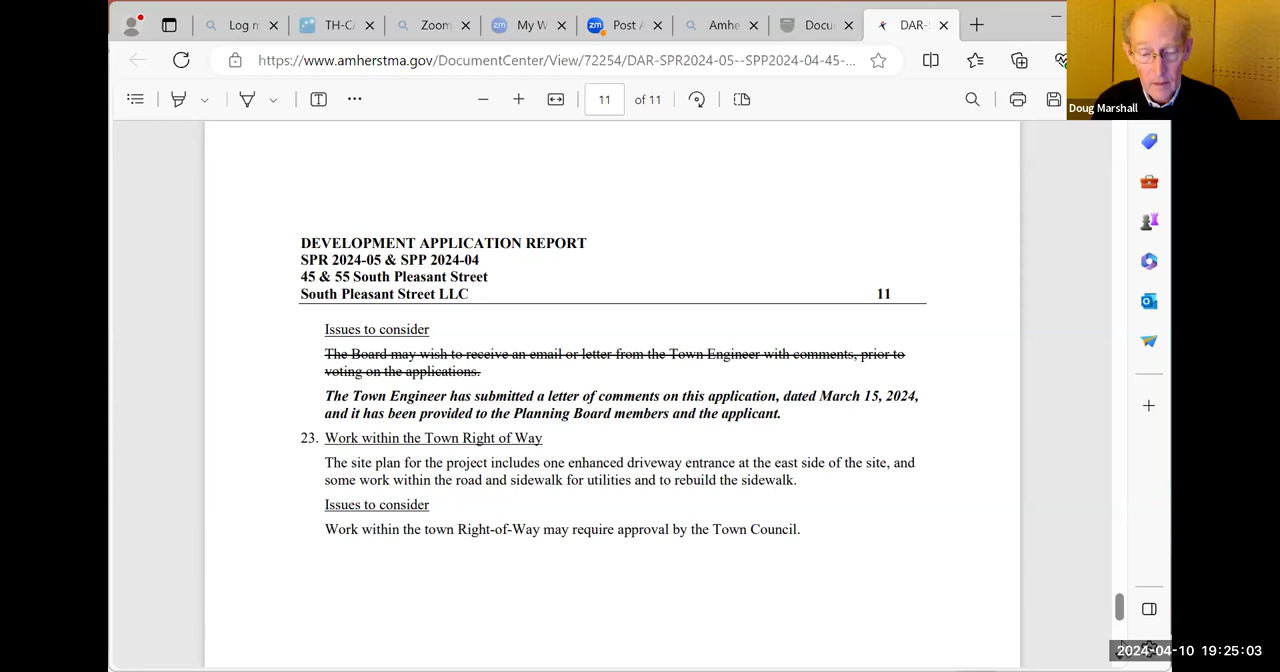 Log n
TH-CA
Zoom
My W
Post A
Amhe
Docu
DAR-
https://www.amherstma.gov/DocumentCenter/View/72254/DAR-SPR2024-05--SPP2024-04-45-...
11 of 11
Doug Marshall
DEVELOPMENT APPLICATION REPORT
SPR 2024-05 & SPP 2024-04
45 & 55 South Pleasant Street
South Pleasant Street LLC 11
Issues to consider
The Board may wish to receive an email or letter from the Town Engineer with comments, prior to
voting on the applications.
The Town Engineer has submitted a letter of comments on this application, dated March 15, 2024,
and it has been provided to the Planning Board members and the applicant.
23. Work within the Town Right of Way
The site plan for the project includes one enhanced driveway entrance at the east side of the site, and
some work within the road and sidewalk for utilities and to rebuild the sidewalk.
Issues to consider
Work within the town Right-of-Way may require approval by the Town Council.
2024-04-10 19:25:03